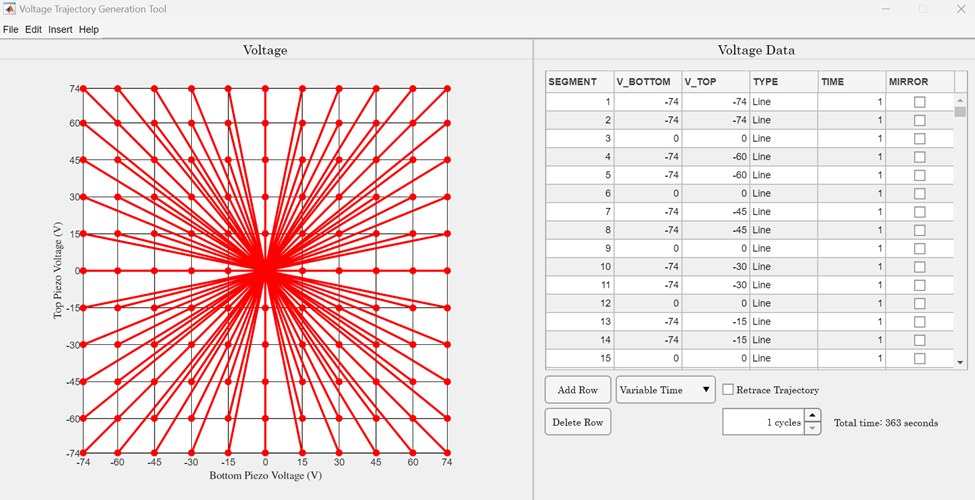 Voltage Trajectory Generation Tool
File Edit Insert Help
Voltage
74
60
45
30
15
0
-15
-30
-45
-60
-74
Top Piezo Voltage (V)
-74 -60 -45 -30 -15 0 15 30 45 60 74
Bottom Piezo Voltage (V)
Voltage Data
SEGMENT V_BOTTOM V_TOP TYPE TIME MIRROR
1 -74 -74 Line 1
2 -74 -74 Line 1
3 0 0 Line 1
4 -74 -60 Line 1
5 -74 -60 Line 1
6 0 0 Line 1
7 -74 -45 Line 1
8 -74 -45 Line 1
9 0 0 Line 1
10 -74 -30 Line 1
11 -74 -30 Line 1
12 0 0 Line 1
13 -74 -15 Line 1
14 -74 -15 Line 1
15 0 0 Line 1
Add Row Variable Time Retrace Trajectory
Delete Row 1 cycles Total time: 363 seconds